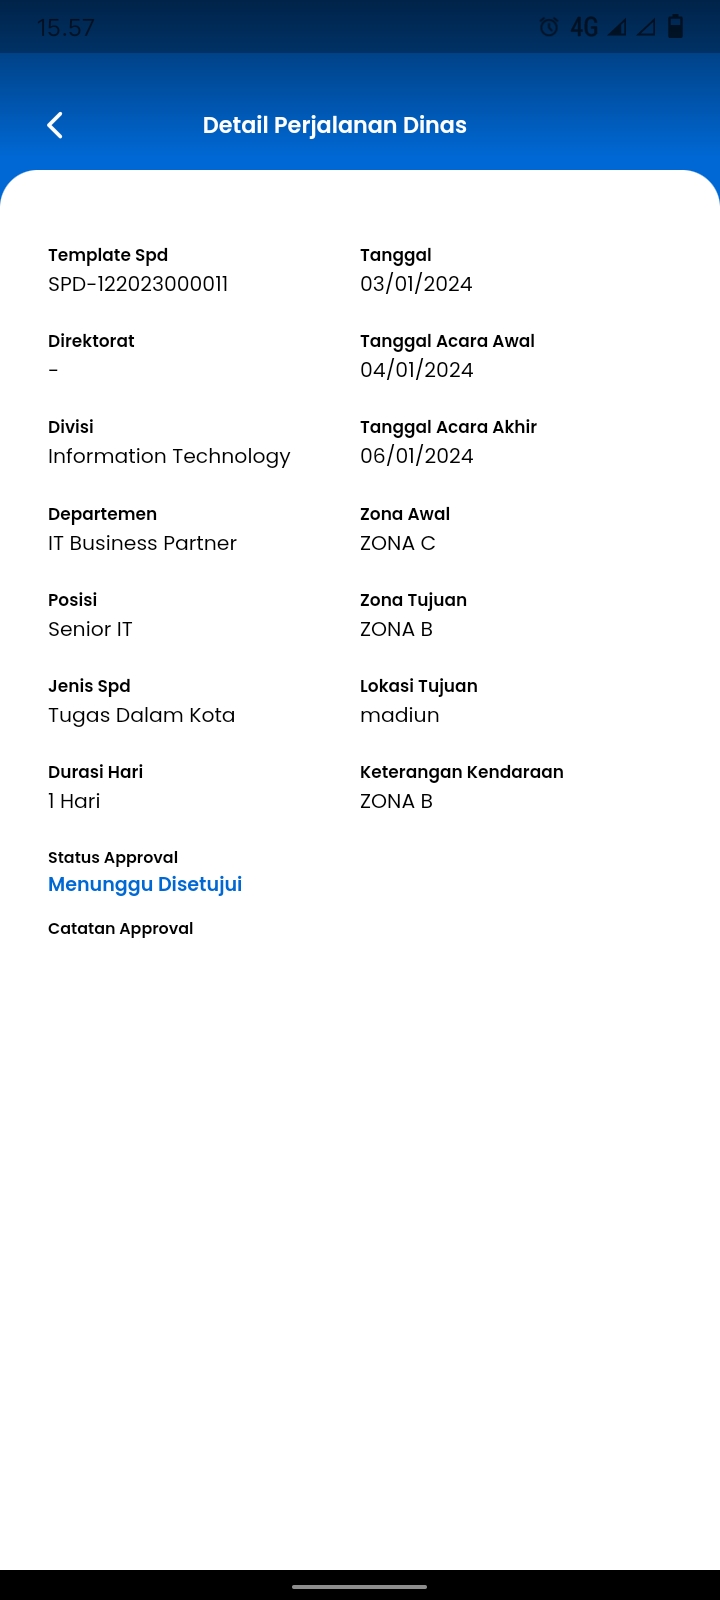 15.57
4G
Detail Perjalanan Dinas
Template Spd
SPD-122023000011
Tanggal
03/01/2024
Direktorat
-
Tanggal Acara Awal
04/01/2024
Divisi
Information Technology
Tanggal Acara Akhir
06/01/2024
Departemen
IT Business Partner
Zona Awal
ZONA C
Posisi
Senior IT
Zona Tujuan
ZONA B
Jenis Spd
Tugas Dalam Kota
Lokasi Tujuan
madiun
Durasi Hari
1 Hari
Keterangan Kendaraan
ZONA B
Status Approval
Menunggu Disetujui
Catatan Approval